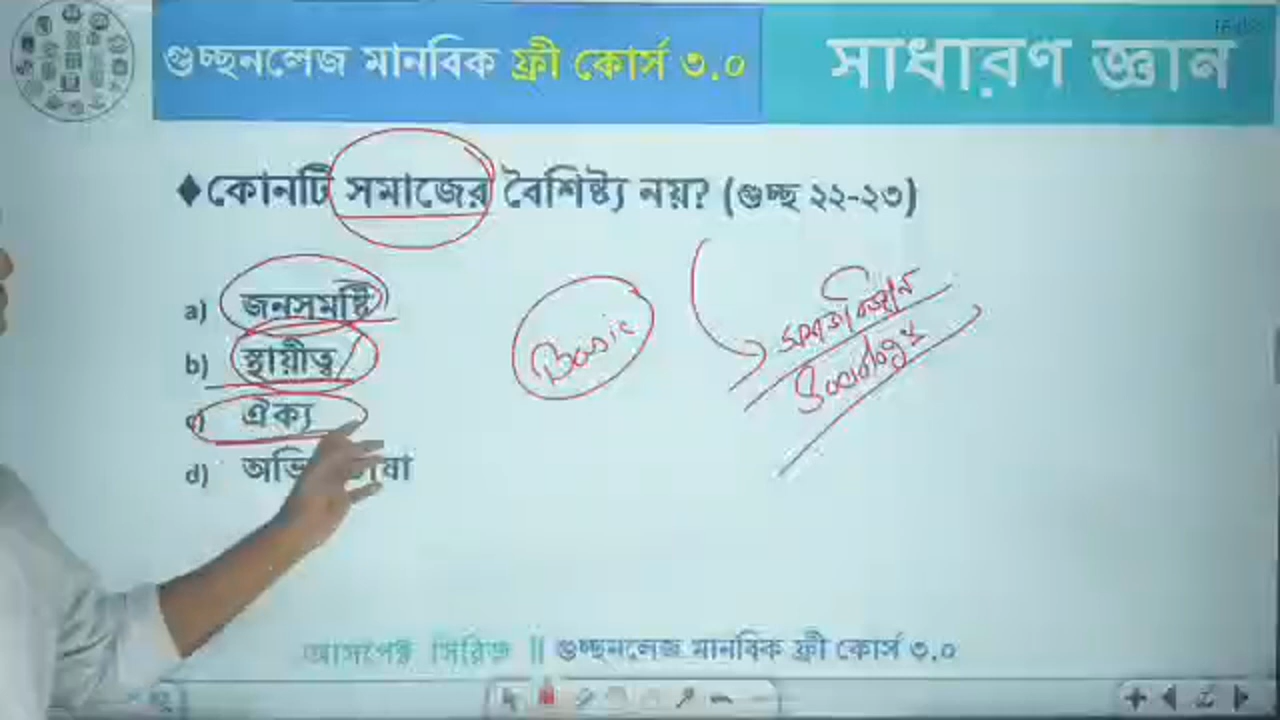 গুচ্ছনলেজ মানবিক ফ্রী কোর্স ৩.০
সাধারণ জ্ঞান
◆কোনটি সমাজের বৈশিষ্ট্য নয়? (গুচ্ছ ২২-২৩)
a) জনসমষ্টি
b) স্থায়ীত্ব
c) ঐক্য
d)
Basic
সমাজবিজ্ঞান
Sociology
আসপেক্ট সিরিজ || গুচ্ছনলেজ মানবিক ফ্রী কোর্স ৩.০